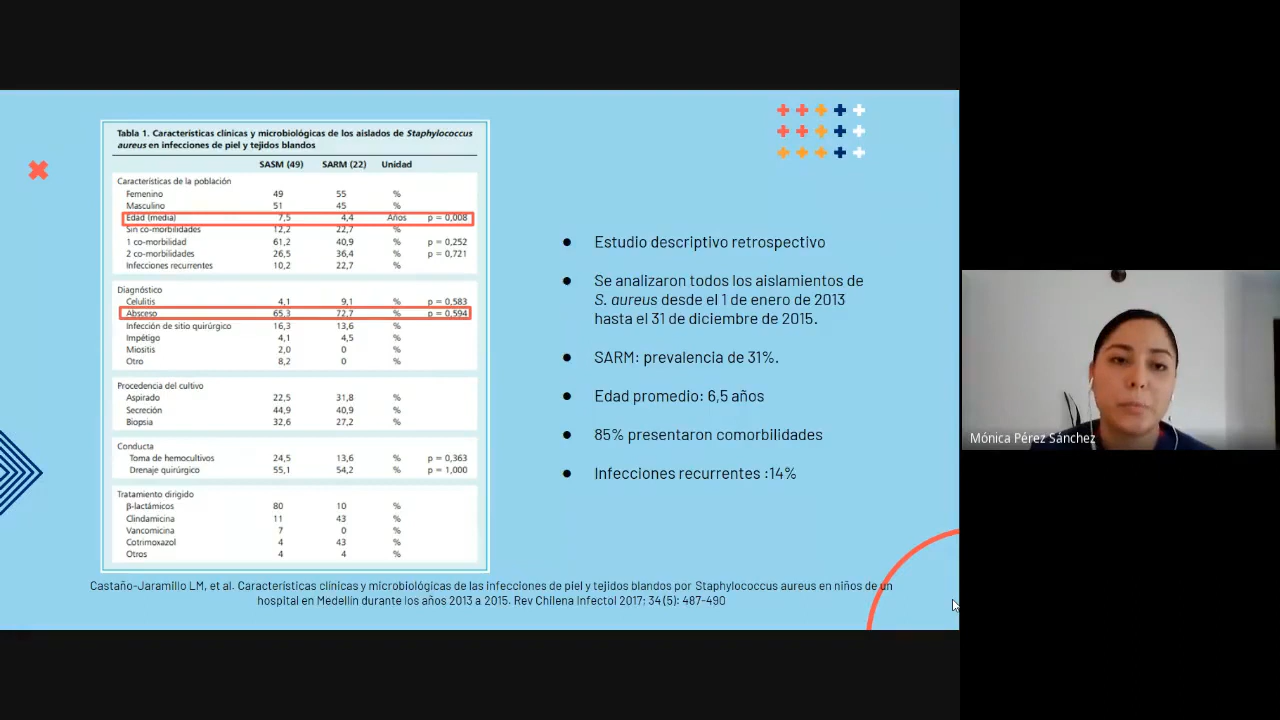 Tabla 1. Características clínicas y microbiológicas de los aislados de Staphylococcus
aureus en infecciones de piel y tejidos blandos
SASM (49) SARM (22) Unidad
Características de la población
Femenino 49 55 %
Masculino 51 45 %
Edad (media) 7,5 4,4 Años p = 0,008
Sin co-morbilidades 12,2 22,7 %
1 co-morbilidad 61,2 40,9 % p = 0,252
2 co-morbilidades 26,5 36,4 % p = 0,721
Infecciones recurrentes 10,2 22,7 %
Diagnóstico
Celulitis 4,1 9,1 % p = 0,583
Absceso 65,3 72,7 % p = 0,594
Infección de sitio quirúrgico 16,3 13,6 %
Impétigo 4,1 4,5 %
Miositis 2,0 0 %
Otro 8,2 0 %
Procedencia del cultivo
Aspirado 22,5 31,8 %
Secreción 44,9 40,9 %
Biopsia 32,6 27,2 %
Conducta
Toma de hemocultivos 24,5 13,6 % p = 0,363
Drenaje quirúrgico 55,1 54,2 % p = 1,000
Tratamiento dirigido
β-lactámicos 80 10 %
Clindamicina 11 43 %
Vancomicina 7 0 %
Cotrimoxazol 4 43 %
Otros 4 4 %
● Estudio descriptivo retrospectivo
● Se analizaron todos los aislamientos de
S. aureus desde el 1 de enero de 2013
hasta el 31 de diciembre de 2015.
● SARM: prevalencia de 31%.
● Edad promedio: 6,5 años
● 85% presentaron comorbilidades
● Infecciones recurrentes :14%
Castaño-Jaramillo LM, et al. Características clínicas y microbiológicas de las infecciones de piel y tejidos blandos por Staphylococcus aureus en niños de un
hospital en Medellín durante los años 2013 a 2015. Rev Chilena Infectol 2017; 34 (5): 487-490
Mónica Pérez Sánchez